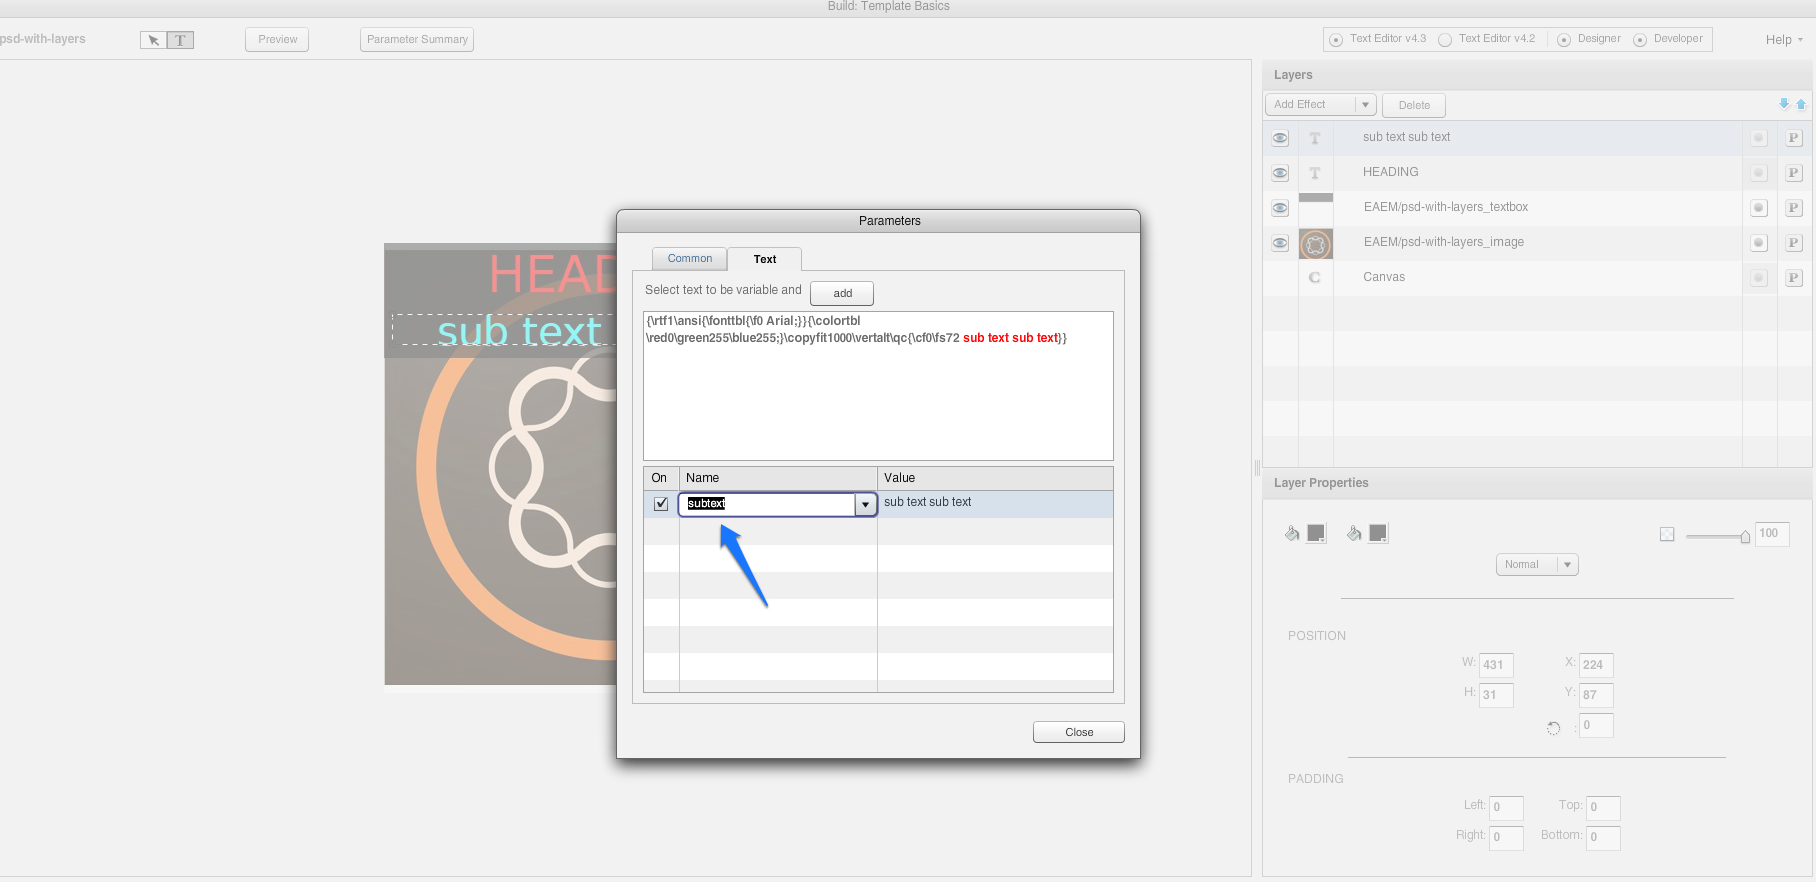 Build: Template Basics
psd-with-layers
T
Preview
Parameter Summary
Text Editor v4.3
Text Editor v4.2
Designer
Developer
Help
Layers
Add Effect
Delete
T
sub text sub text
P
T
HEADING
P
EAEM/psd-with-layers_textbox
P
EAEM/psd-with-layers_image
P
C
Canvas
P
HEAD
sub text
Parameters
Common
Text
Select text to be variable and
add
{\rtf1\ansi{\fonttbl{\f0 Arial;}}{\colortbl
\red0\green255\blue255;}\copyfit1000\vertalt\qc{\cf0\fs72 sub text sub text}}
On
Name
Value
subtext
sub text sub text
Close
Layer Properties
100
Normal
POSITION
W: 431
X: 224
H: 31
Y: 87
: 0
PADDING
Left: 0
Top: 0
Right: 0
Bottom: 0